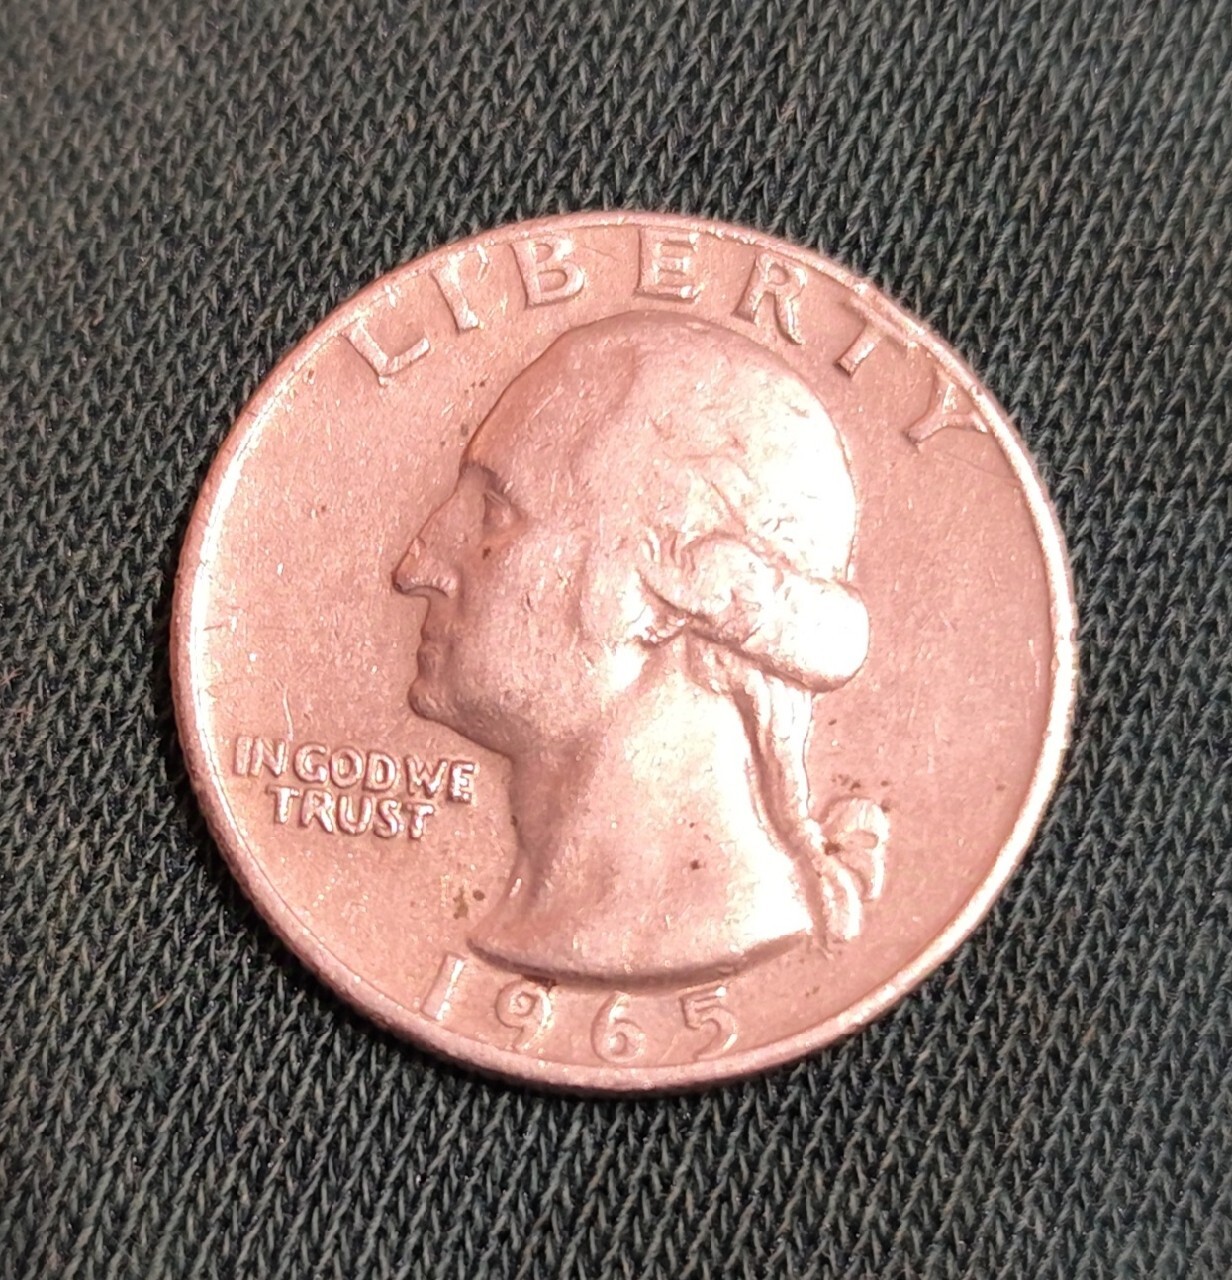 LIBERTY
IN GOD WE
TRUST
1965